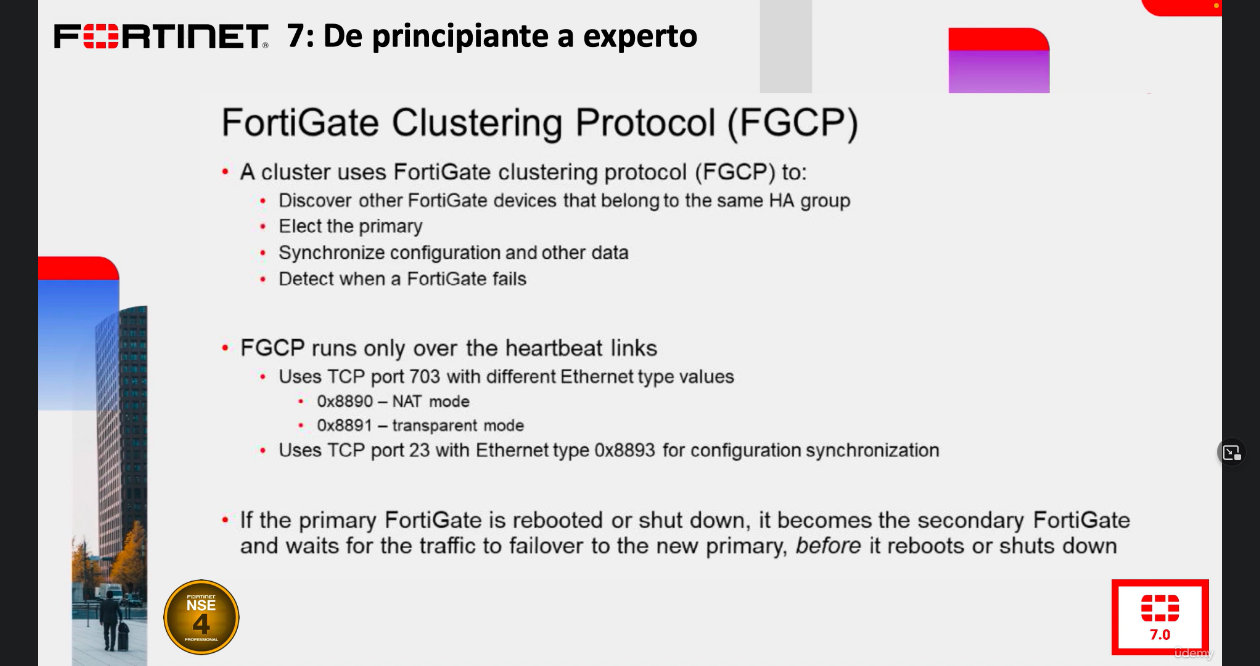 FORTINET 7: De principiante a experto
FortiGate Clustering Protocol (FGCP)
• A cluster uses FortiGate clustering protocol (FGCP) to:
• Discover other FortiGate devices that belong to the same HA group
• Elect the primary
• Synchronize configuration and other data
• Detect when a FortiGate fails
• FGCP runs only over the heartbeat links
• Uses TCP port 703 with different Ethernet type values
• 0x8890 – NAT mode
• 0x8891 – transparent mode
• Uses TCP port 23 with Ethernet type 0x8893 for configuration synchronization
• If the primary FortiGate is rebooted or shut down, it becomes the secondary FortiGate
and waits for the traffic to failover to the new primary, before it reboots or shuts down
FORTINET
NSE
4
PROFESSIONAL
7.0
ûdemy